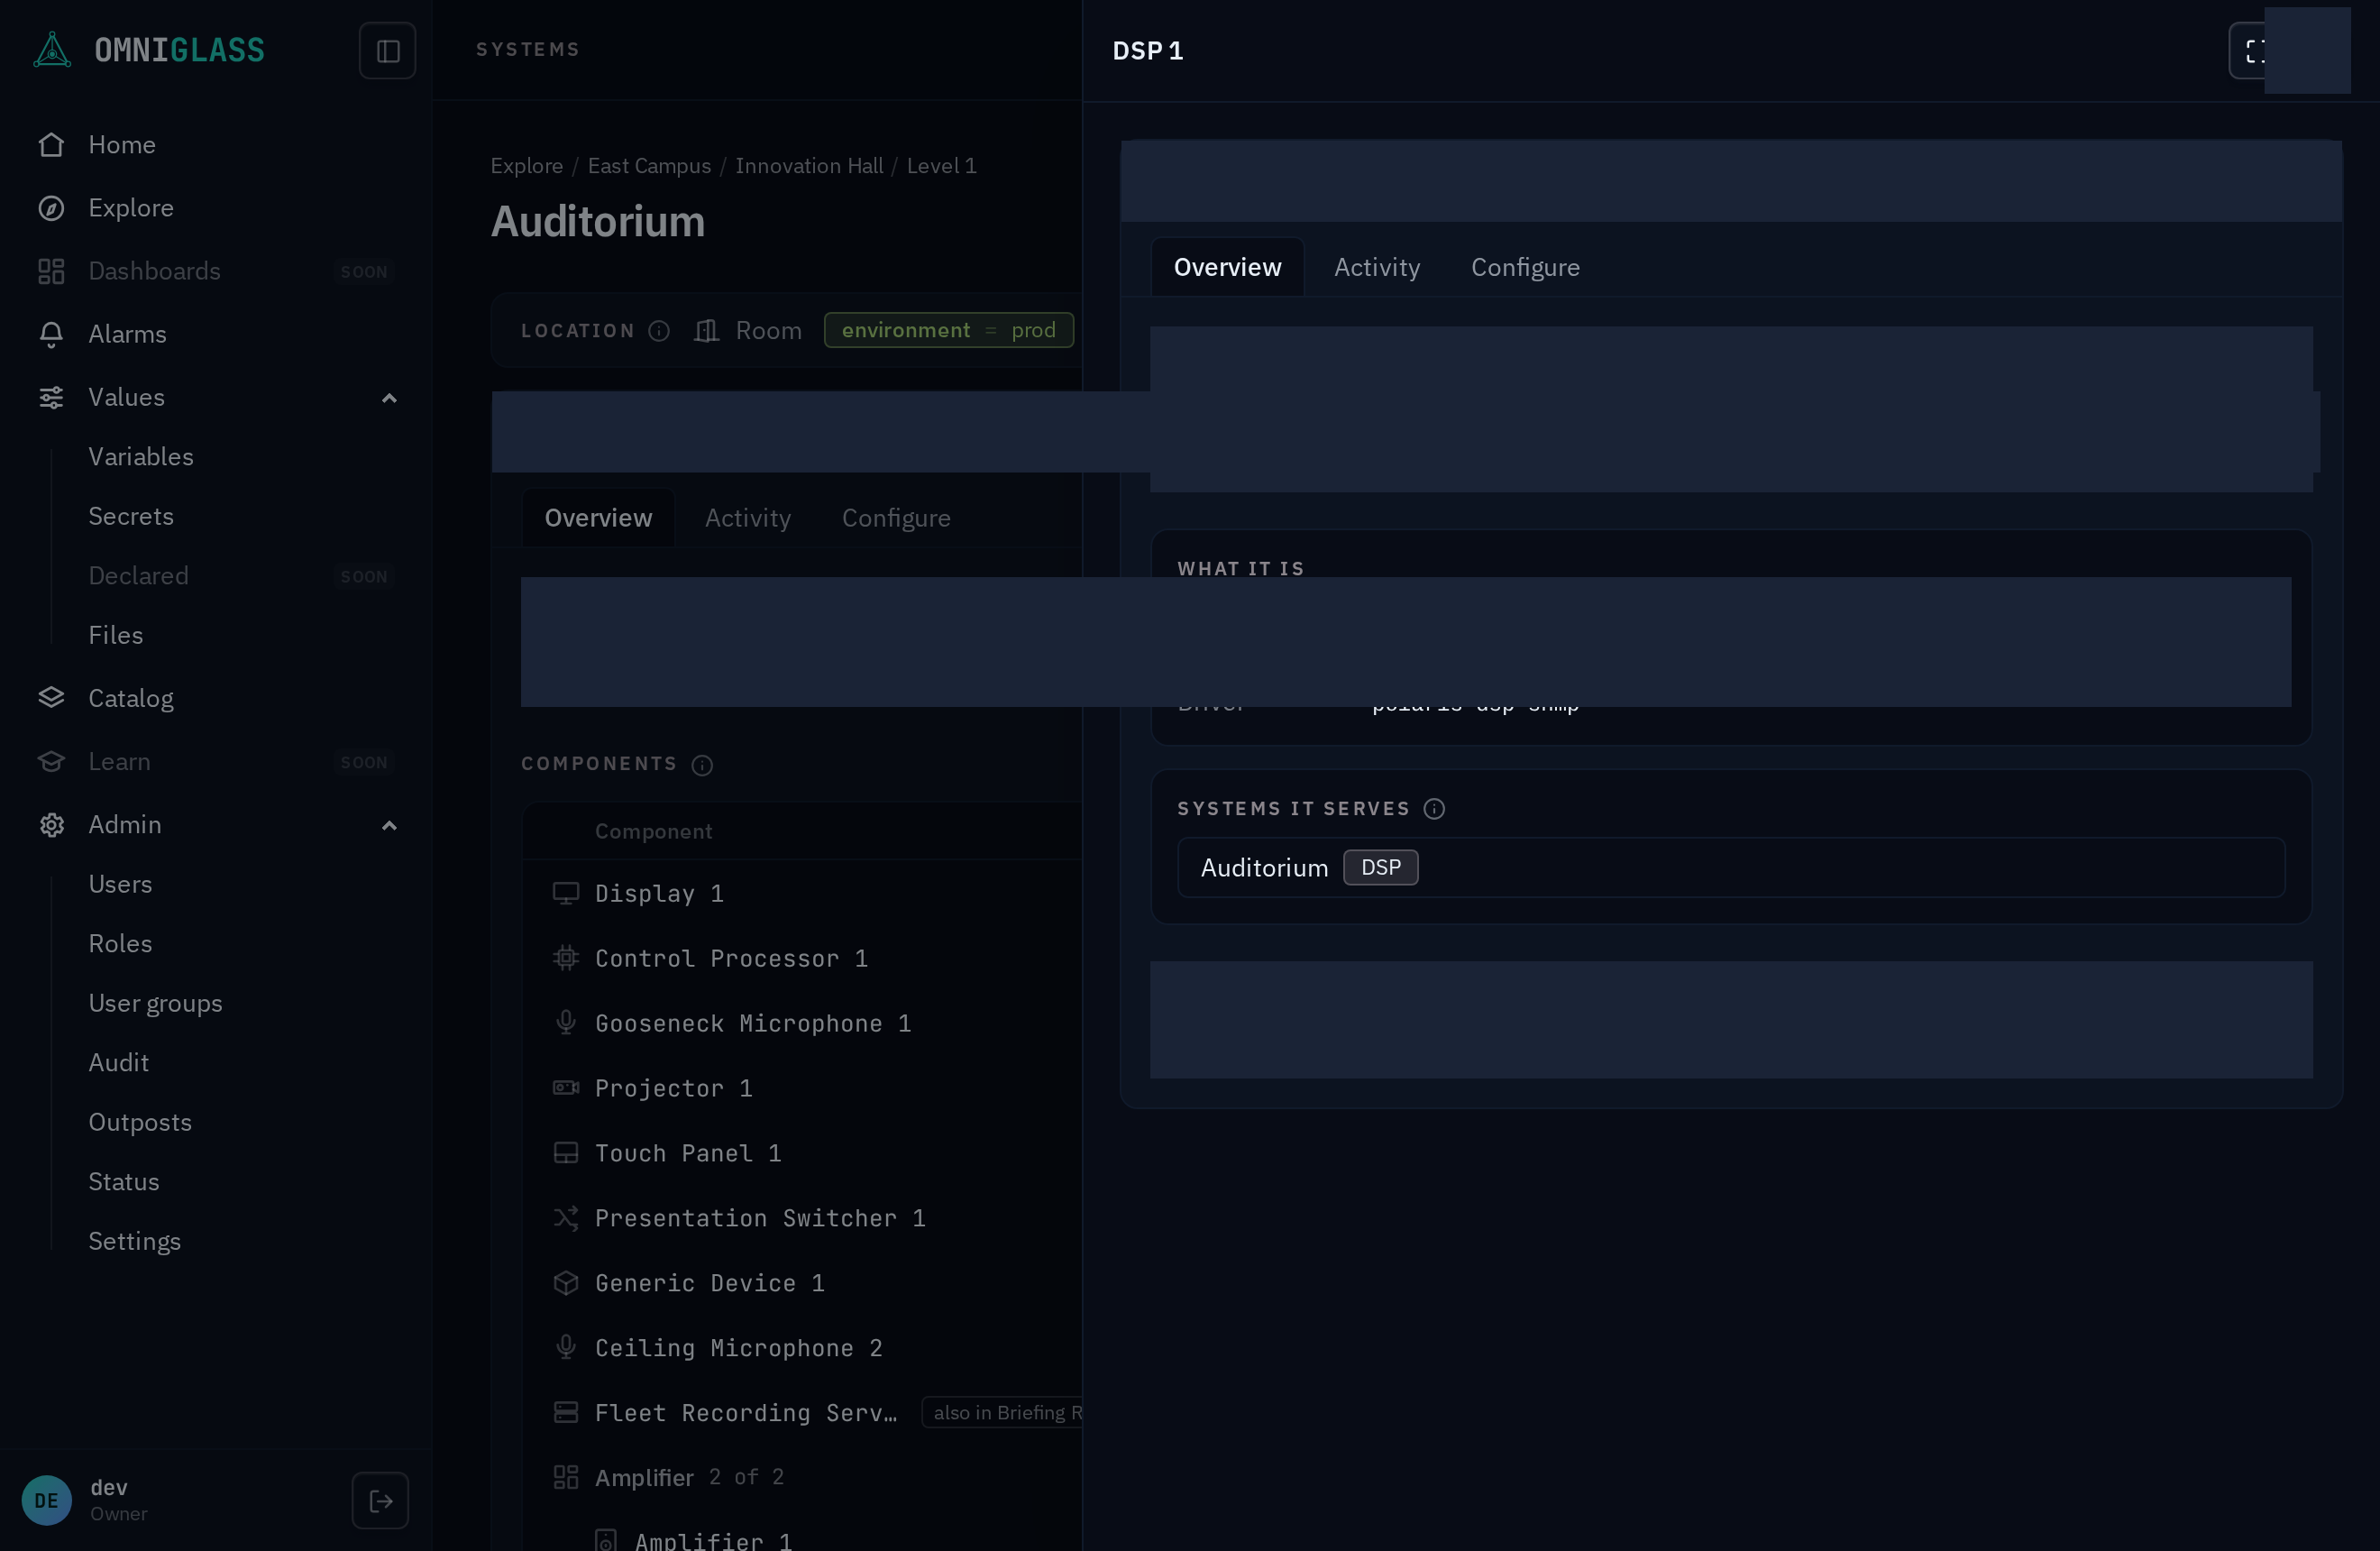 OMNIGLASS
Home
Explore
Dashboards SOON
Alarms
Values
Variables
Secrets
Declared SOON
Files
Catalog
Learn SOON
Admin
Users
Roles
User groups
Audit
Outposts
Status
Settings
DE dev
Owner
SYSTEMS
Explore / East Campus / Innovation Hall / Level 1
Auditorium
LOCATION Room environment = prod
Overview Activity Configure
COMPONENTS
Component
Display 1
Control Processor 1
Gooseneck Microphone 1
Projector 1
Touch Panel 1
Presentation Switcher 1
Generic Device 1
Ceiling Microphone 2
Fleet Recording Serv… also in Briefing R
Amplifier 2 of 2
Amplifier 1
DSP 1
Overview Activity Configure
WHAT IT IS
SYSTEMS IT SERVES
Auditorium DSP